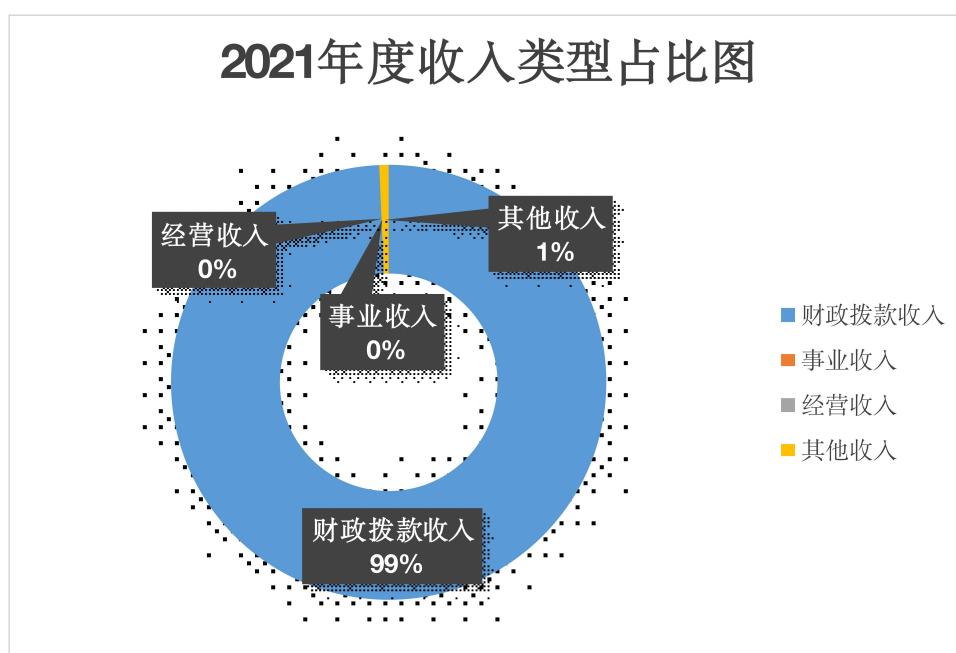 2021年度收入类型占比图
经营收入
0%
其他收入
1%
事业收入
0%
财政拨款收入
99%
财政拨款收入
事业收入
经营收入
其他收入